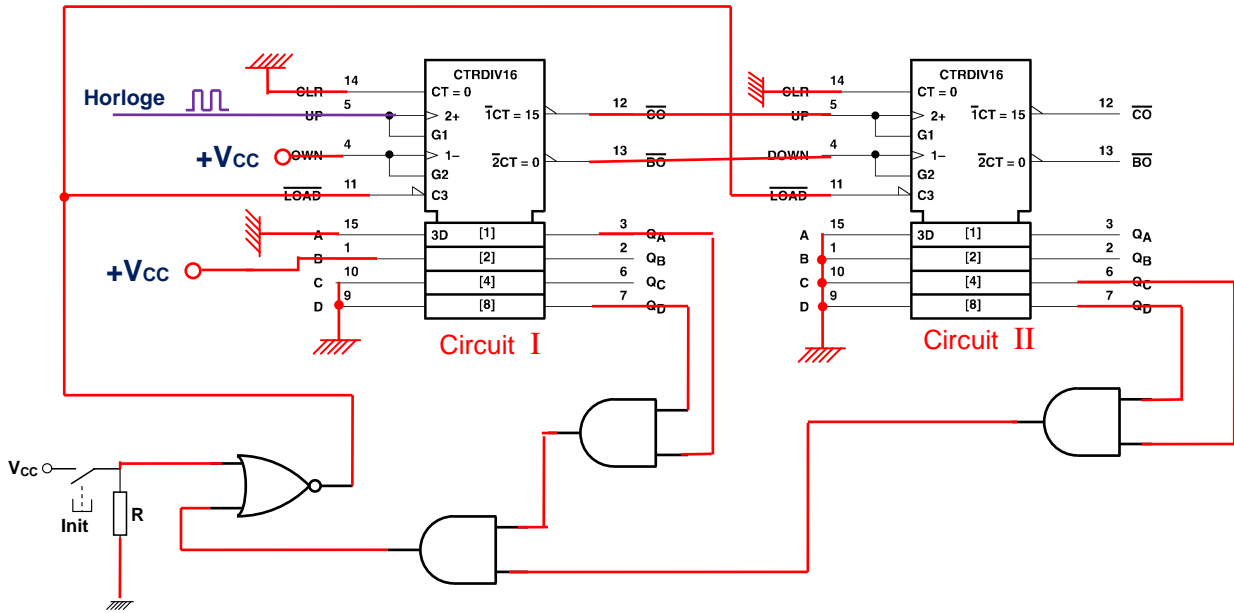 CTRDIV16
CLR 14 CT = 0
Horloge
UP 5 2+ 1CT = 15 12 CO
G1
+VCC
OWN 4 1− 2CT = 0 13 BO
G2
LOAD 11 C3
A 15 3D [1] 3 QA
B 1 [2] 2 QB
+VCC
C 10 [4] 6 QC
D 9 [8] 7 QD
Circuit I
CTRDIV16
CLR 14 CT = 0
UP 5 2+ 1CT = 15 12 CO
G1
DOWN 4 1− 2CT = 0 13 BO
G2
LOAD 11 C3
A 15 3D [1] 3 QA
B 1 [2] 2 QB
C 10 [4] 6 QC
D 9 [8] 7 QD
Circuit II
VCC
Init
R